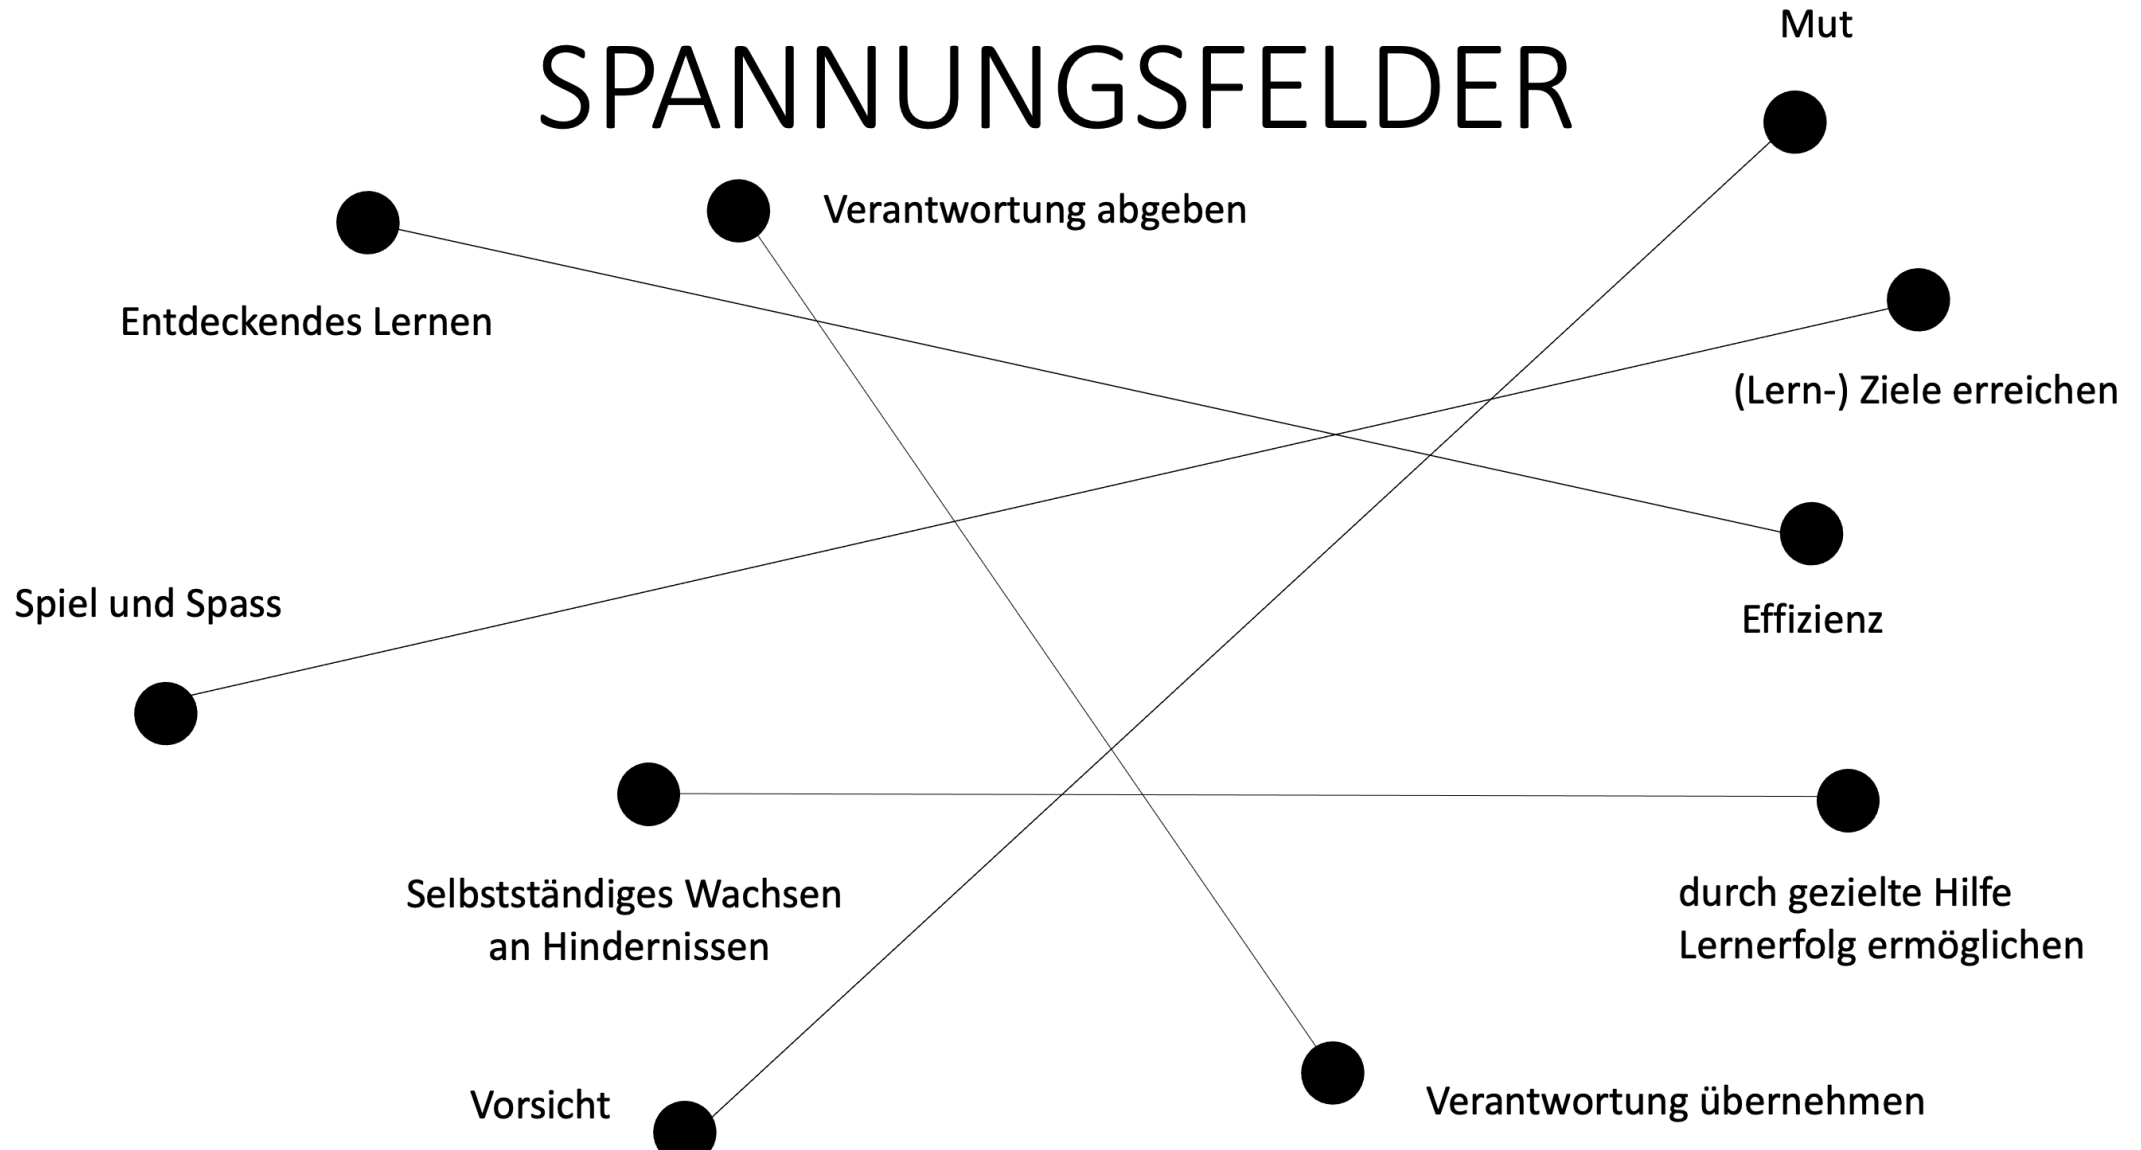 Mut
SPANNUNGSFELDER
Verantwortung abgeben
Entdeckendes Lernen
(Lern-) Ziele erreichen
Spiel und Spass
Effizienz
Selbstständiges Wachsen
an Hindernissen
durch gezielte Hilfe
Lernerfolg ermöglichen
Vorsicht
Verantwortung übernehmen